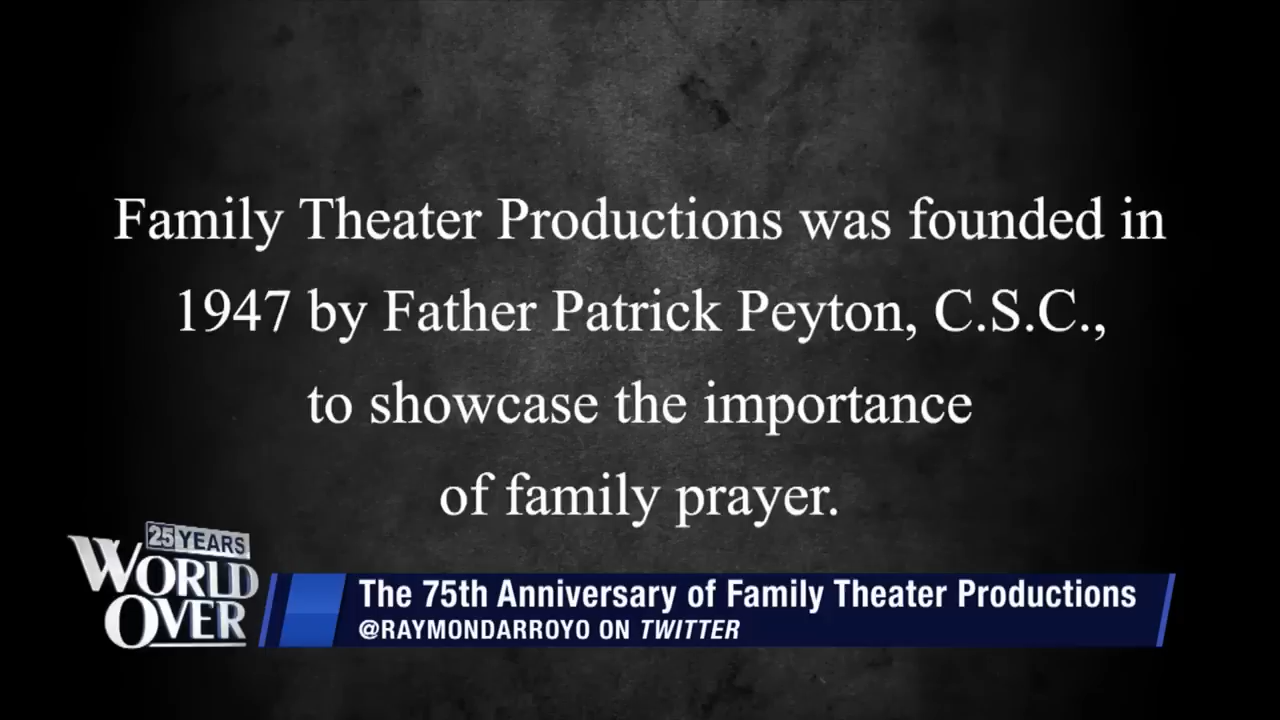 Family Theater Productions was founded in
1947 by Father Patrick Peyton, C.S.C.,
to showcase the importance
of family prayer.
25 YEARS
WORLD
OVER
The 75th Anniversary of Family Theater Productions
@RAYMONDARROYO ON TWITTER